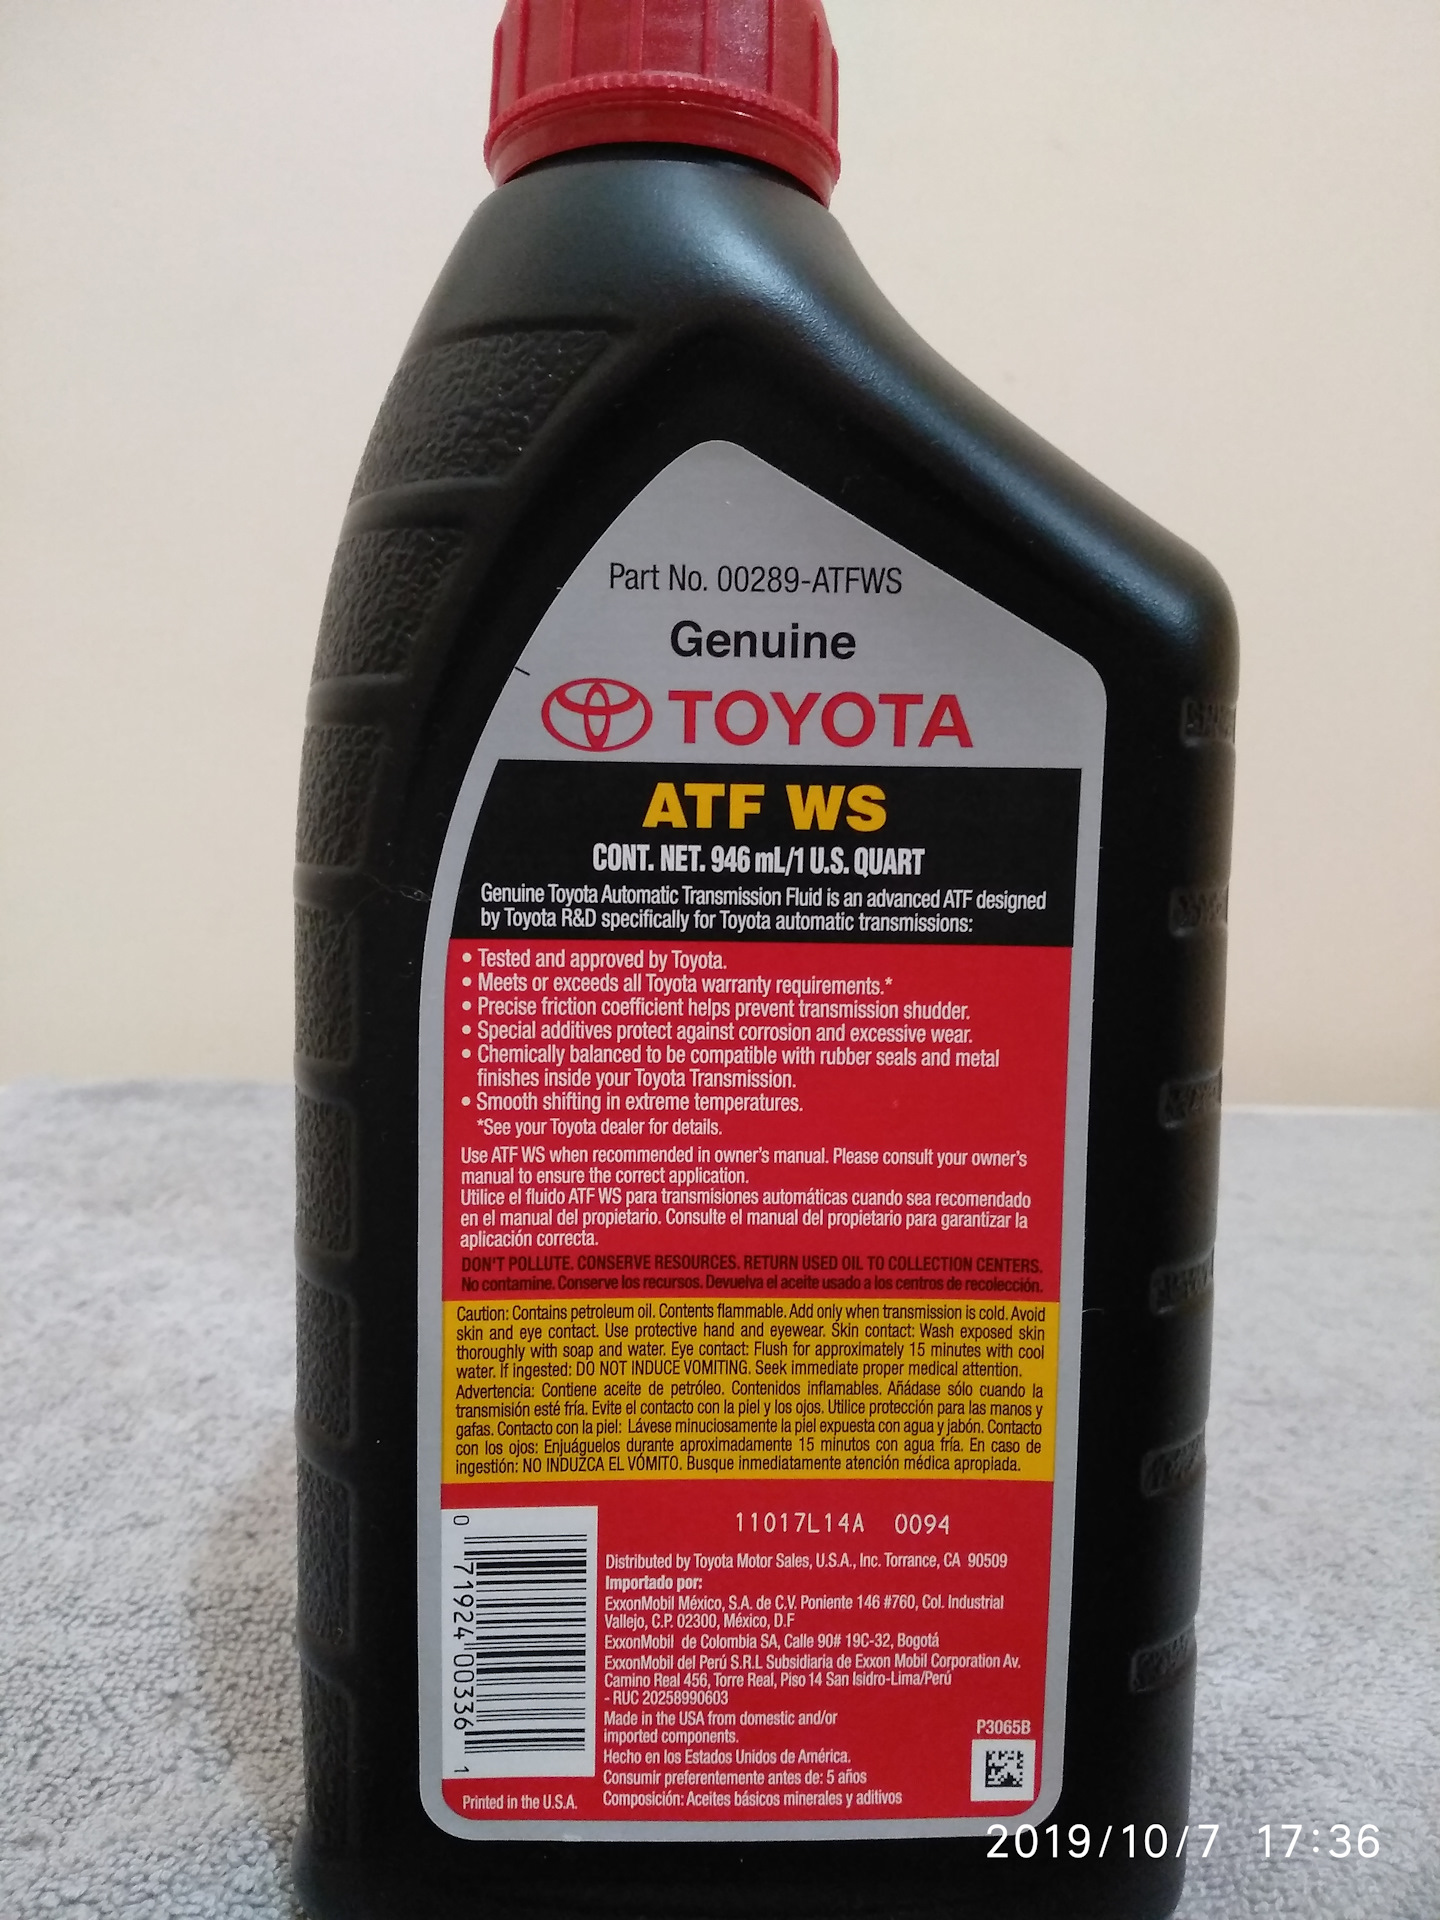 Part No. 00289-ATFWS
Genuine
TOYOTA
ATF WS
CONT. NET. 946 mL/1 U.S. QUART
Genuine Toyota Automatic Transmission Fluid is an advanced ATF designed
by Toyota R&D specifically for Toyota automatic transmissions:
• Tested and approved by Toyota.
• Meets or exceeds all Toyota warranty requirements.*
• Precise friction coefficient helps prevent transmission shudder.
• Special additives protect against corrosion and excessive wear.
• Chemically balanced to be compatible with rubber seals and metal
finishes inside your Toyota Transmission.
• Smooth shifting in extreme temperatures.
*See your Toyota dealer for details.
Use ATF WS when recommended in owner's manual. Please consult your owner's
manual to ensure the correct application.
Utilice el fluido ATF WS para transmisiones automáticas cuando sea recomendado
en el manual del propietario. Consulte el manual del propietario para garantizar la
aplicación correcta.
DON'T POLLUTE. CONSERVE RESOURCES. RETURN USED OIL TO COLLECTION CENTERS.
No contamine. Conserve los recursos. Devuelva el aceite usado a los centros de recolección.
Caution: Contains petroleum oil. Contents flammable. Add only when transmission is cold. Avoid
skin and eye contact. Use protective hand and eyewear. Skin contact: Wash exposed skin
thoroughly with soap and water. Eye contact: Flush for approximately 15 minutes with cool
water. If ingested: DO NOT INDUCE VOMITING. Seek immediate proper medical attention.
Advertencia: Contiene aceite de petróleo. Contenidos inflamables. Añádase sólo cuando la
transmisión esté fría. Evite el contacto con la piel y los ojos. Utilice protección para las manos y
gafas. Contacto con la piel: Lávese minuciosamente la piel expuesta con agua y jabón. Contacto
con los ojos: Enjuáguelos durante aproximadamente 15 minutos con agua fría. En caso de
ingestión: NO INDUZCA EL VÓMITO. Busque inmediatamente atención médica apropiada.
11017L14A 0094
0 71924 00336 1
Distributed by Toyota Motor Sales, U.S.A., Inc. Torrance, CA 90509
Importado por:
ExxonMobil México, S.A. de C.V. Poniente 146 #760, Col. Industrial
Vallejo, C.P. 02300, México, D.F
ExxonMobil de Colombia SA, Calle 90# 19C-32, Bogotá
ExxonMobil del Perú S.R.L Subsidiaria de Exxon Mobil Corporation Av.
Camino Real 456, Torre Real, Piso 14 San Isidro-Lima/Perú
- RUC 20258990603
Made in the USA from domestic and/or
imported components.
Hecho en los Estados Unidos de América.
Consumir preferentemente antes de: 5 años
Composición: Aceites básicos minerales y aditivos
P3065B
Printed in the U.S.A.
2019/10/7 17:36